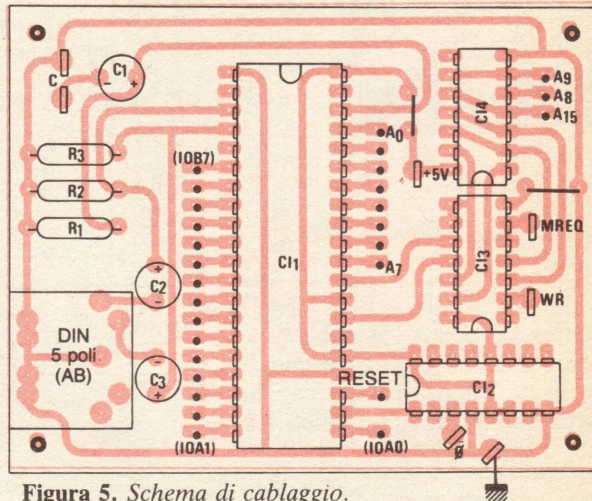 C
C1
- +
CI4
A9
A8
A15
A0
R3
(IOB7)
+5V
R2
R1
CI1
MREQ
A7
CI3
+
C2
-
WR
DIN
5 poli
(AB)
-
C3
+
RESET
CI2
(IOA1)
(IOA0)
ø
Figura 5. Schema di cablaggio.